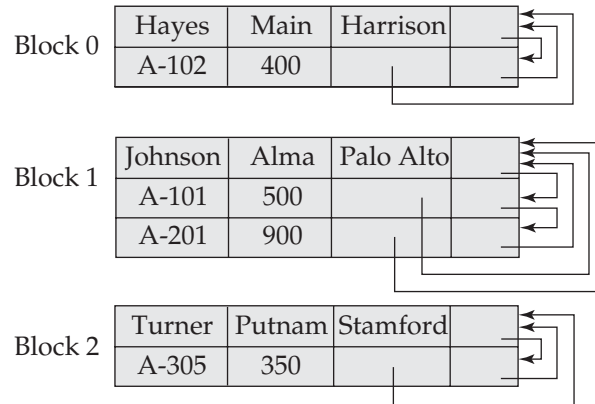 Block 0
Hayes Main Harrison
A-102 400
Block 1
Johnson Alma Palo Alto
A-101 500
A-201 900
Block 2
Turner Putnam Stamford
A-305 350